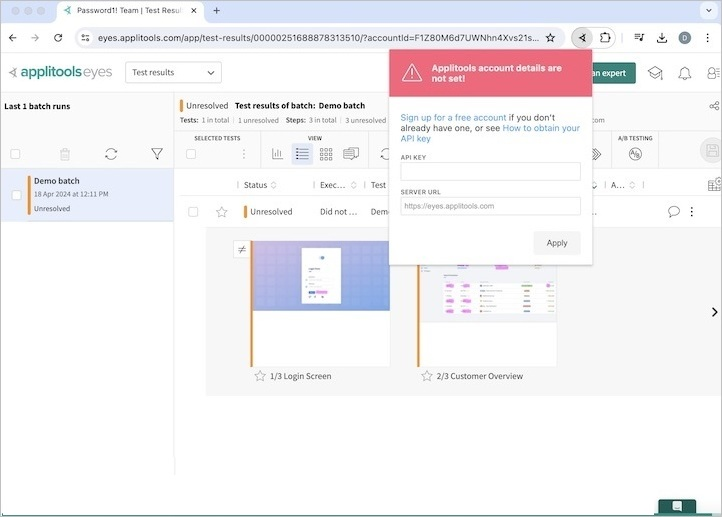 Password1! Team | Test Resul
eyes.applitools.com/app/test-results/00000251688878313510/?accountId=F1Z80M6d7UWNhn4Xvs21s...
D
applitools eyes
Test results
an expert
Last 1 batch runs
Unresolved Test results of batch: Demo batch
Tests: 1 in total | 1 unresolved Steps: 3 in total | 3 unresolved
.com
SELECTED TESTS
VIEW
A/B TESTING
Demo batch
18 Apr 2024 at 12:11 PM
Unresolved
Status
Exec...
Test
A...
Unresolved
Did not ...
Demo
1/3 Login Screen
2/3 Customer Overview
Applitools account details are
not set!
Sign up for a free account if you don't
already have one, or see How to obtain your
API key
API KEY
SERVER URL
https://eyes.applitools.com
Apply